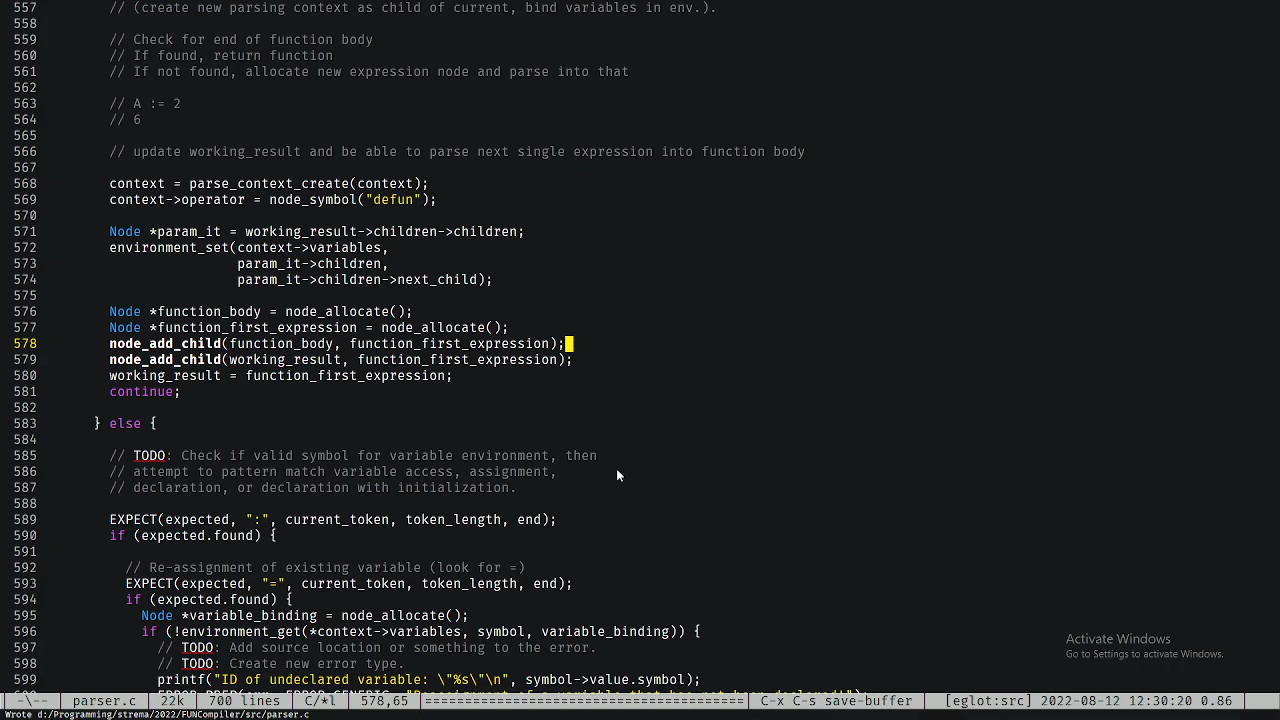 557 // (create new parsing context as child of current, bind variables in env.).
558
559 // Check for end of function body
560 // If found, return function
561 // If not found, allocate new expression node and parse into that
562
563 // A := 2
564 // 6
565
566 // update working_result and be able to parse next single expression into function body
567
568 context = parse_context_create(context);
569 context->operator = node_symbol("defun");
570
571 Node *param_it = working_result->children->children;
572 environment_set(context->variables,
573 param_it->children,
574 param_it->children->next_child);
575
576 Node *function_body = node_allocate();
577 Node *function_first_expression = node_allocate();
578 node_add_child(function_body, function_first_expression);
579 node_add_child(working_result, function_first_expression);
580 working_result = function_first_expression;
581 continue;
582
583 } else {
584
585 // TODO: Check if valid symbol for variable environment, then
586 // attempt to pattern match variable access, assignment,
587 // declaration, or declaration with initialization.
588
589 EXPECT(expected, ":", current_token, token_length, end);
590 if (expected.found) {
591
592 // Re-assignment of existing variable (look for =)
593 EXPECT(expected, "=", current_token, token_length, end);
594 if (expected.found) {
595 Node *variable_binding = node_allocate();
596 if (!environment_get(*context->variables, symbol, variable_binding)) {
597 // TODO: Add source location or something to the error.
598 // TODO: Create new error type.
599 printf("ID of undeclared variable: \"%s\"\n", symbol->value.symbol);
Activate Windows
Go to Settings to activate Windows.
-\-- parser.c 22k 700 lines C/*l 578,65 ============================== C-x C-s save-buffer [eglot:src] 2022-08-12 12:30:20 0.86
Wrote d:/Programming/strema/2022/FUNCompiler/src/parser.c